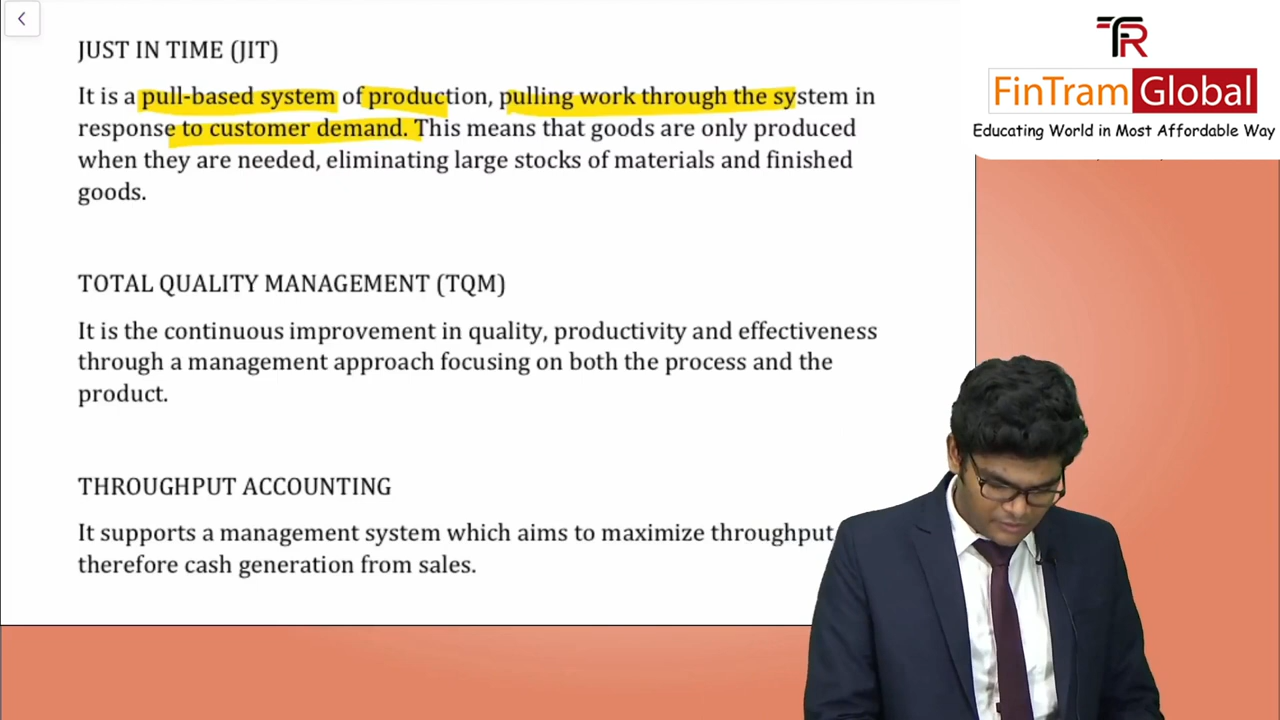 JUST IN TIME (JIT)
It is a pull-based system of production, pulling work through the system in
response to customer demand. This means that goods are only produced
when they are needed, eliminating large stocks of materials and finished
goods.
TOTAL QUALITY MANAGEMENT (TQM)
It is the continuous improvement in quality, productivity and effectiveness
through a management approach focusing on both the process and the
product.
THROUGHPUT ACCOUNTING
It supports a management system which aims to maximize throughput
therefore cash generation from sales.
TR
FinTram Global
Educating World in Most Affordable Way